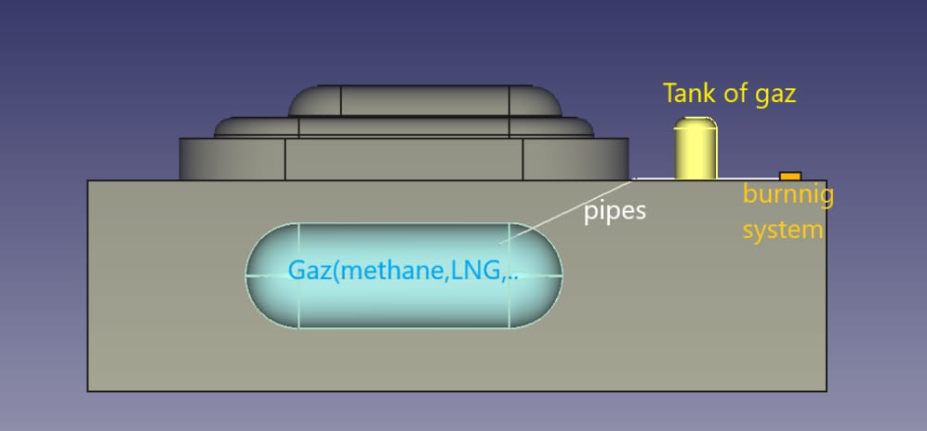 Tank of gaz
burnnig
system
pipes
Gaz(methane,LNG,..